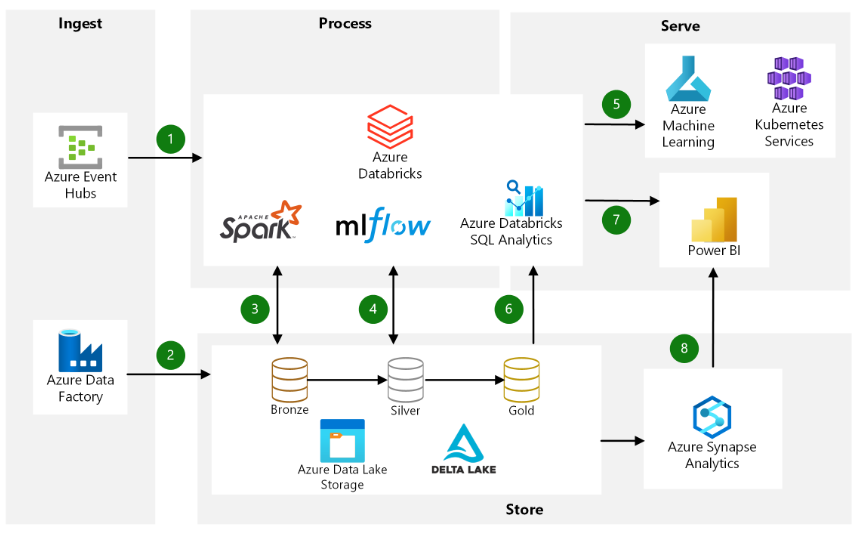 Ingest
Process
Serve
1
Azure Event
Hubs
Azure
Databricks
APACHE
Spark™
mlflow
Azure Databricks
SQL Analytics
5
Azure
Machine
Learning
Azure
Kubernetes
Services
7
Power BI
3
4
6
2
Azure Data
Factory
8
Bronze
Silver
Gold
Azure Data Lake
Storage
DELTA LAKE
Azure Synapse
Analytics
Store